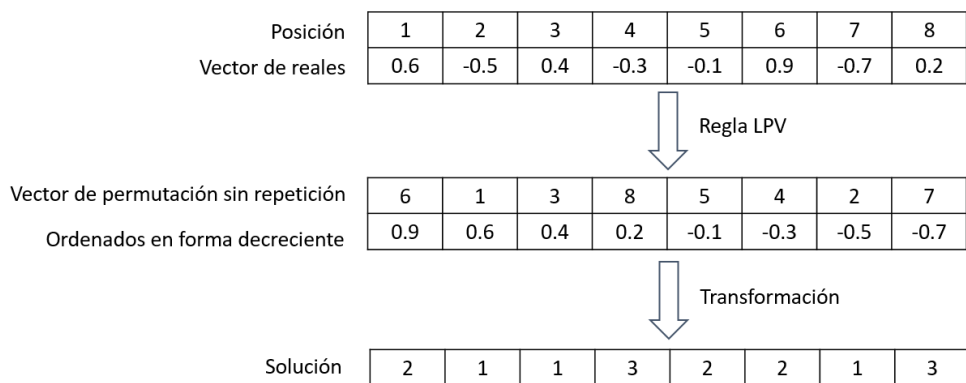 Posición 1 2 3 4 5 6 7 8
Vector de reales 0.6 -0.5 0.4 -0.3 -0.1 0.9 -0.7 0.2
Regla LPV
Vector de permutación sin repetición 6 1 3 8 5 4 2 7
Ordenados en forma decreciente 0.9 0.6 0.4 0.2 -0.1 -0.3 -0.5 -0.7
Transformación
Solución 2 1 1 3 2 2 1 3